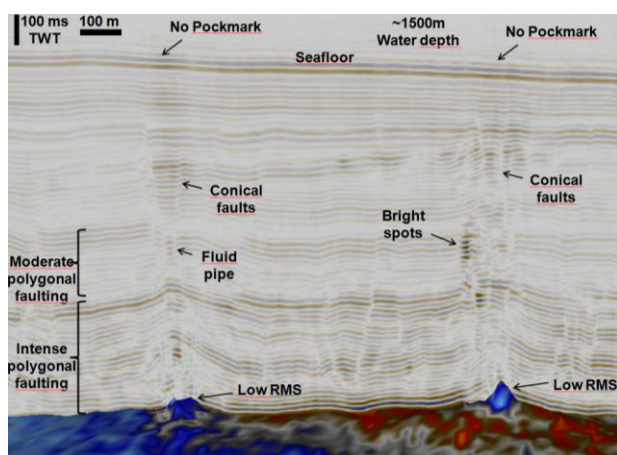 100 ms
TWT
100 m
No Pockmark
~1500m
Water depth
No Pockmark
Seafloor
Conical
faults
Conical
faults
Bright
spots
Fluid
pipe
Moderate
polygonal
faulting
Intense
polygonal
faulting
Low RMS
Low RMS